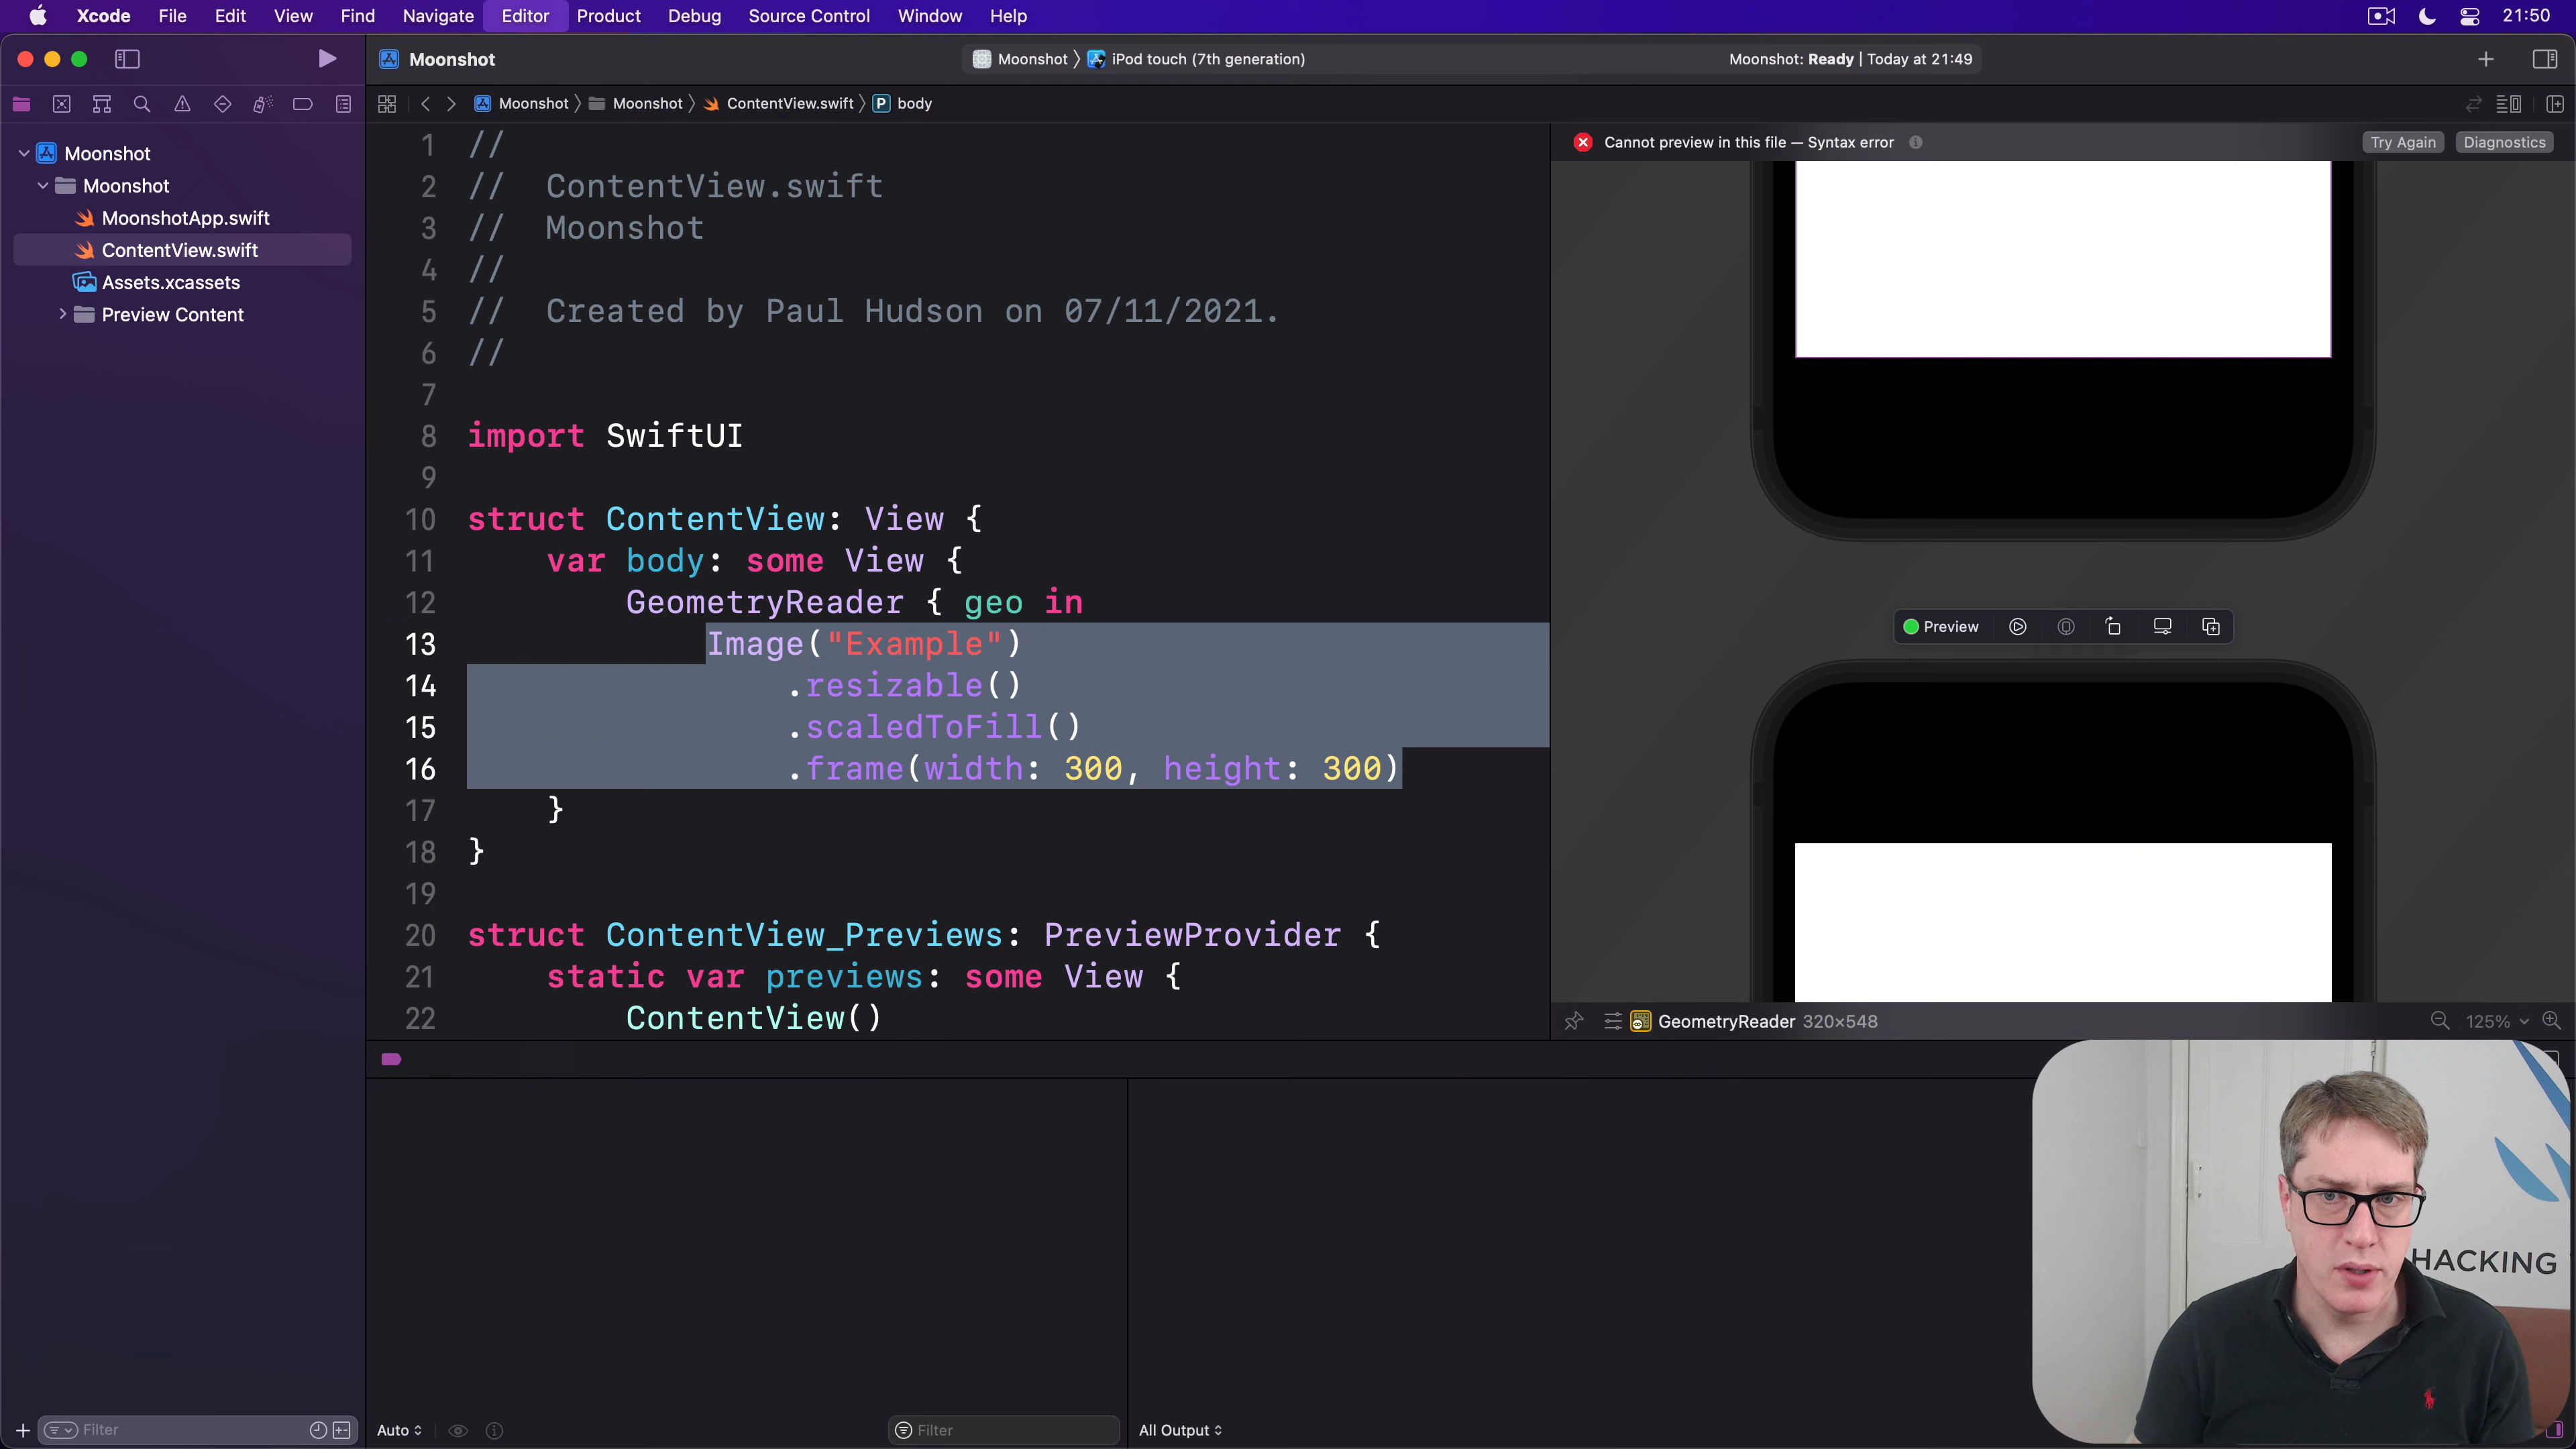 Xcode File Edit View Find Navigate Editor Product Debug Source Control Window Help 21:50
Moonshot Moonshot iPod touch (7th generation) Moonshot: Ready | Today at 21:49
Moonshot Moonshot ContentView.swift P body
Moonshot
Moonshot
MoonshotApp.swift
ContentView.swift
Assets.xcassets
Preview Content
1 //
2 // ContentView.swift
3 // Moonshot
4 //
5 // Created by Paul Hudson on 07/11/2021.
6 //
7
8 import SwiftUI
9
10 struct ContentView: View {
11 var body: some View {
12 GeometryReader { geo in
13 Image("Example")
14 .resizable()
15 .scaledToFill()
16 .frame(width: 300, height: 300)
17 }
18 }
19
20 struct ContentView_Previews: PreviewProvider {
21 static var previews: some View {
22 ContentView()
Cannot preview in this file — Syntax error Try Again Diagnostics
Preview
GeometryReader 320×548 125%
HACKING
Filter
Auto Filter All Output